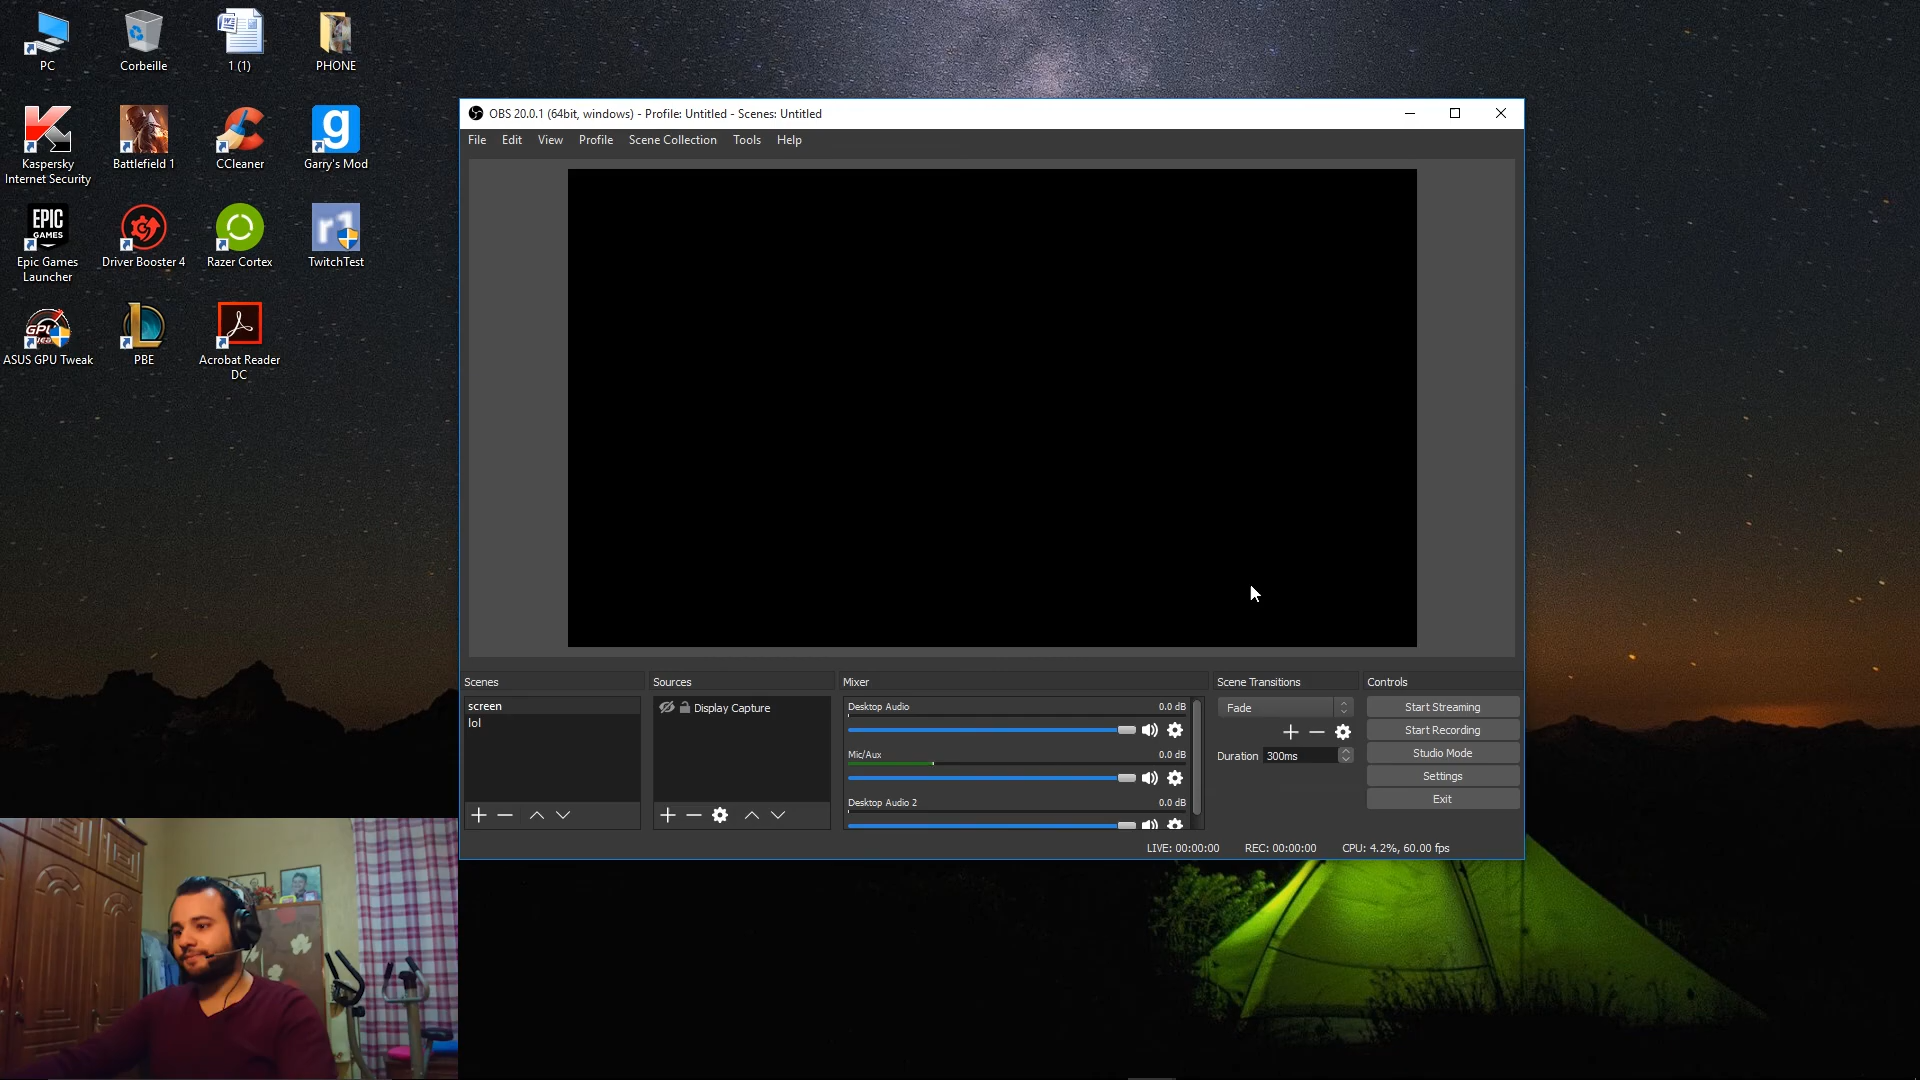 PC
Corbeille
1 (1)
PHONE
Kaspersky
Internet Security
Battlefield 1
CCleaner
g
Garry's Mod
EPIC
GAMES
Epic Games
Launcher
Driver Booster 4
Razer Cortex
r1
TwitchTest
GPU
ASUS GPU Tweak
PBE
Acrobat Reader
DC
OBS 20.0.1 (64bit, windows) - Profile: Untitled - Scenes: Untitled
File Edit View Profile Scene Collection Tools Help
Scenes
screen
lol
Sources
Display Capture
Mixer
Desktop Audio 0.0 dB
Mic/Aux 0.0 dB
Desktop Audio 2 0.0 dB
Scene Transitions
Fade
Duration 300ms
Controls
Start Streaming
Start Recording
Studio Mode
Settings
Exit
LIVE: 00:00:00 REC: 00:00:00 CPU: 4.2%, 60.00 fps